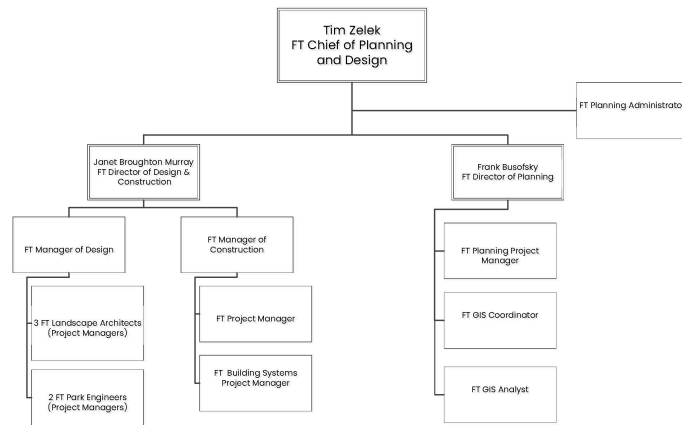 Tim Zelek
FT Chief of Planning
and Design
FT Planning Administrato
Janet Broughton Murray
FT Director of Design &
Construction
Frank Busofsky
FT Director of Planning
FT Manager of Design
FT Manager of
Construction
FT Planning Project
Manager
3 FT Landscape Architects
(Project Managers)
FT Project Manager
FT GIS Coordinator
2 FT Park Engineers
(Project Managers)
FT Building Systems
Project Manager
FT GIS Analyst